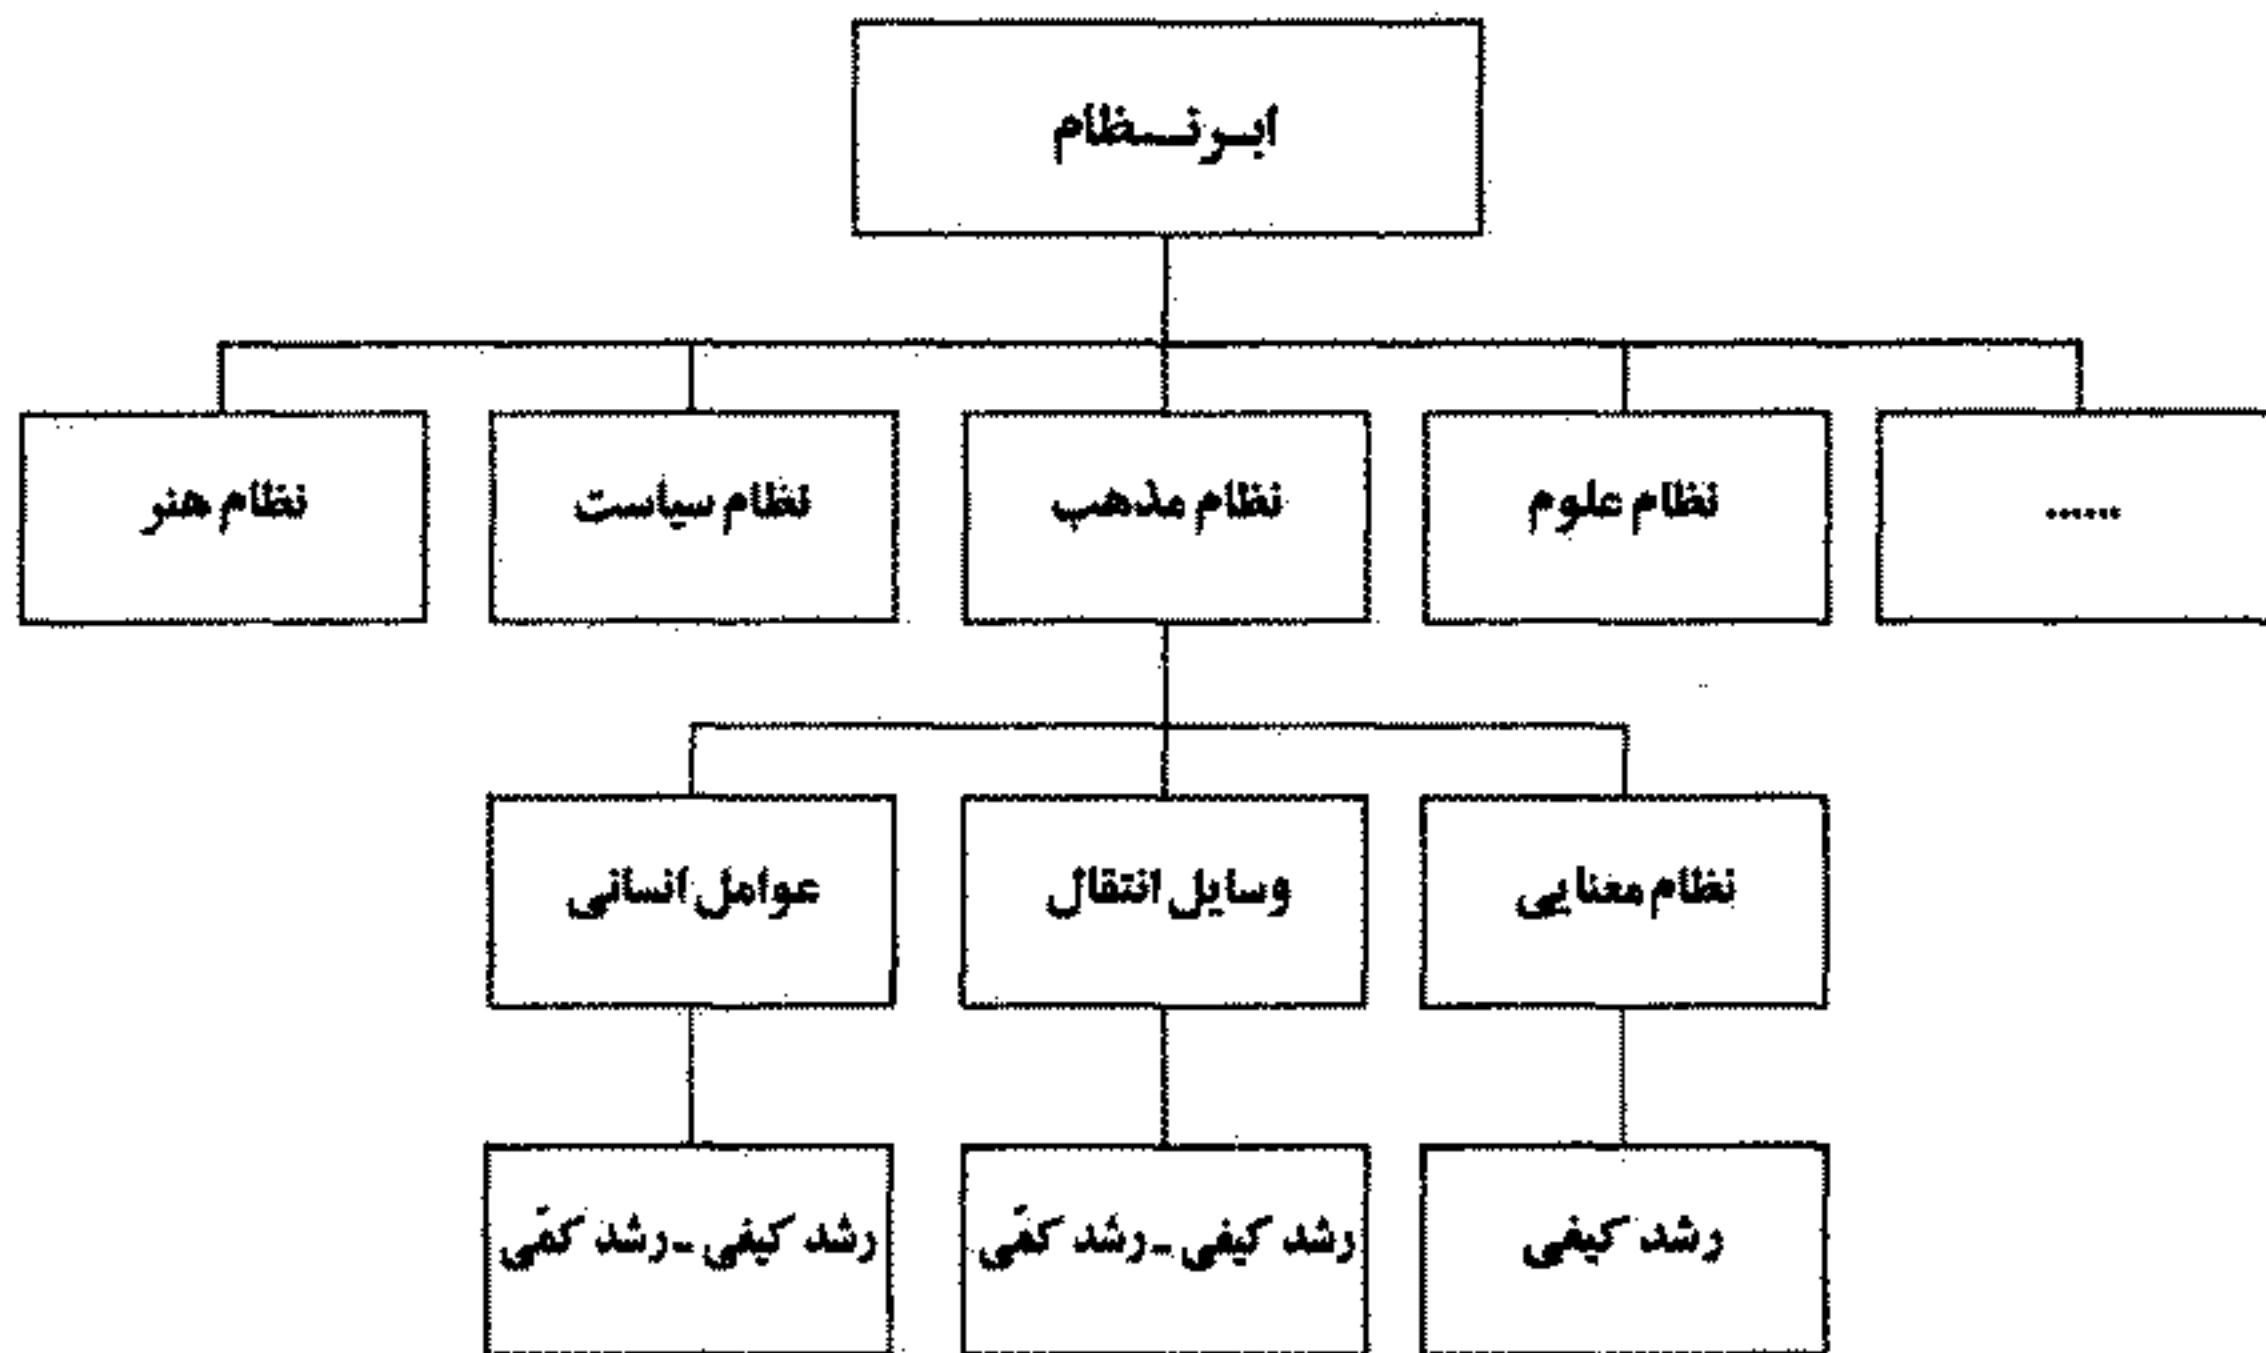 ابرنظام
......
نظام علوم
نظام مذهب
نظام سیاست
نظام هنر
نظام معنایی
وسایل انتقال
عوامل انسانی
رشد کیفی
رشد کیفی - رشد کمّی
رشد کیفی - رشد کمّی